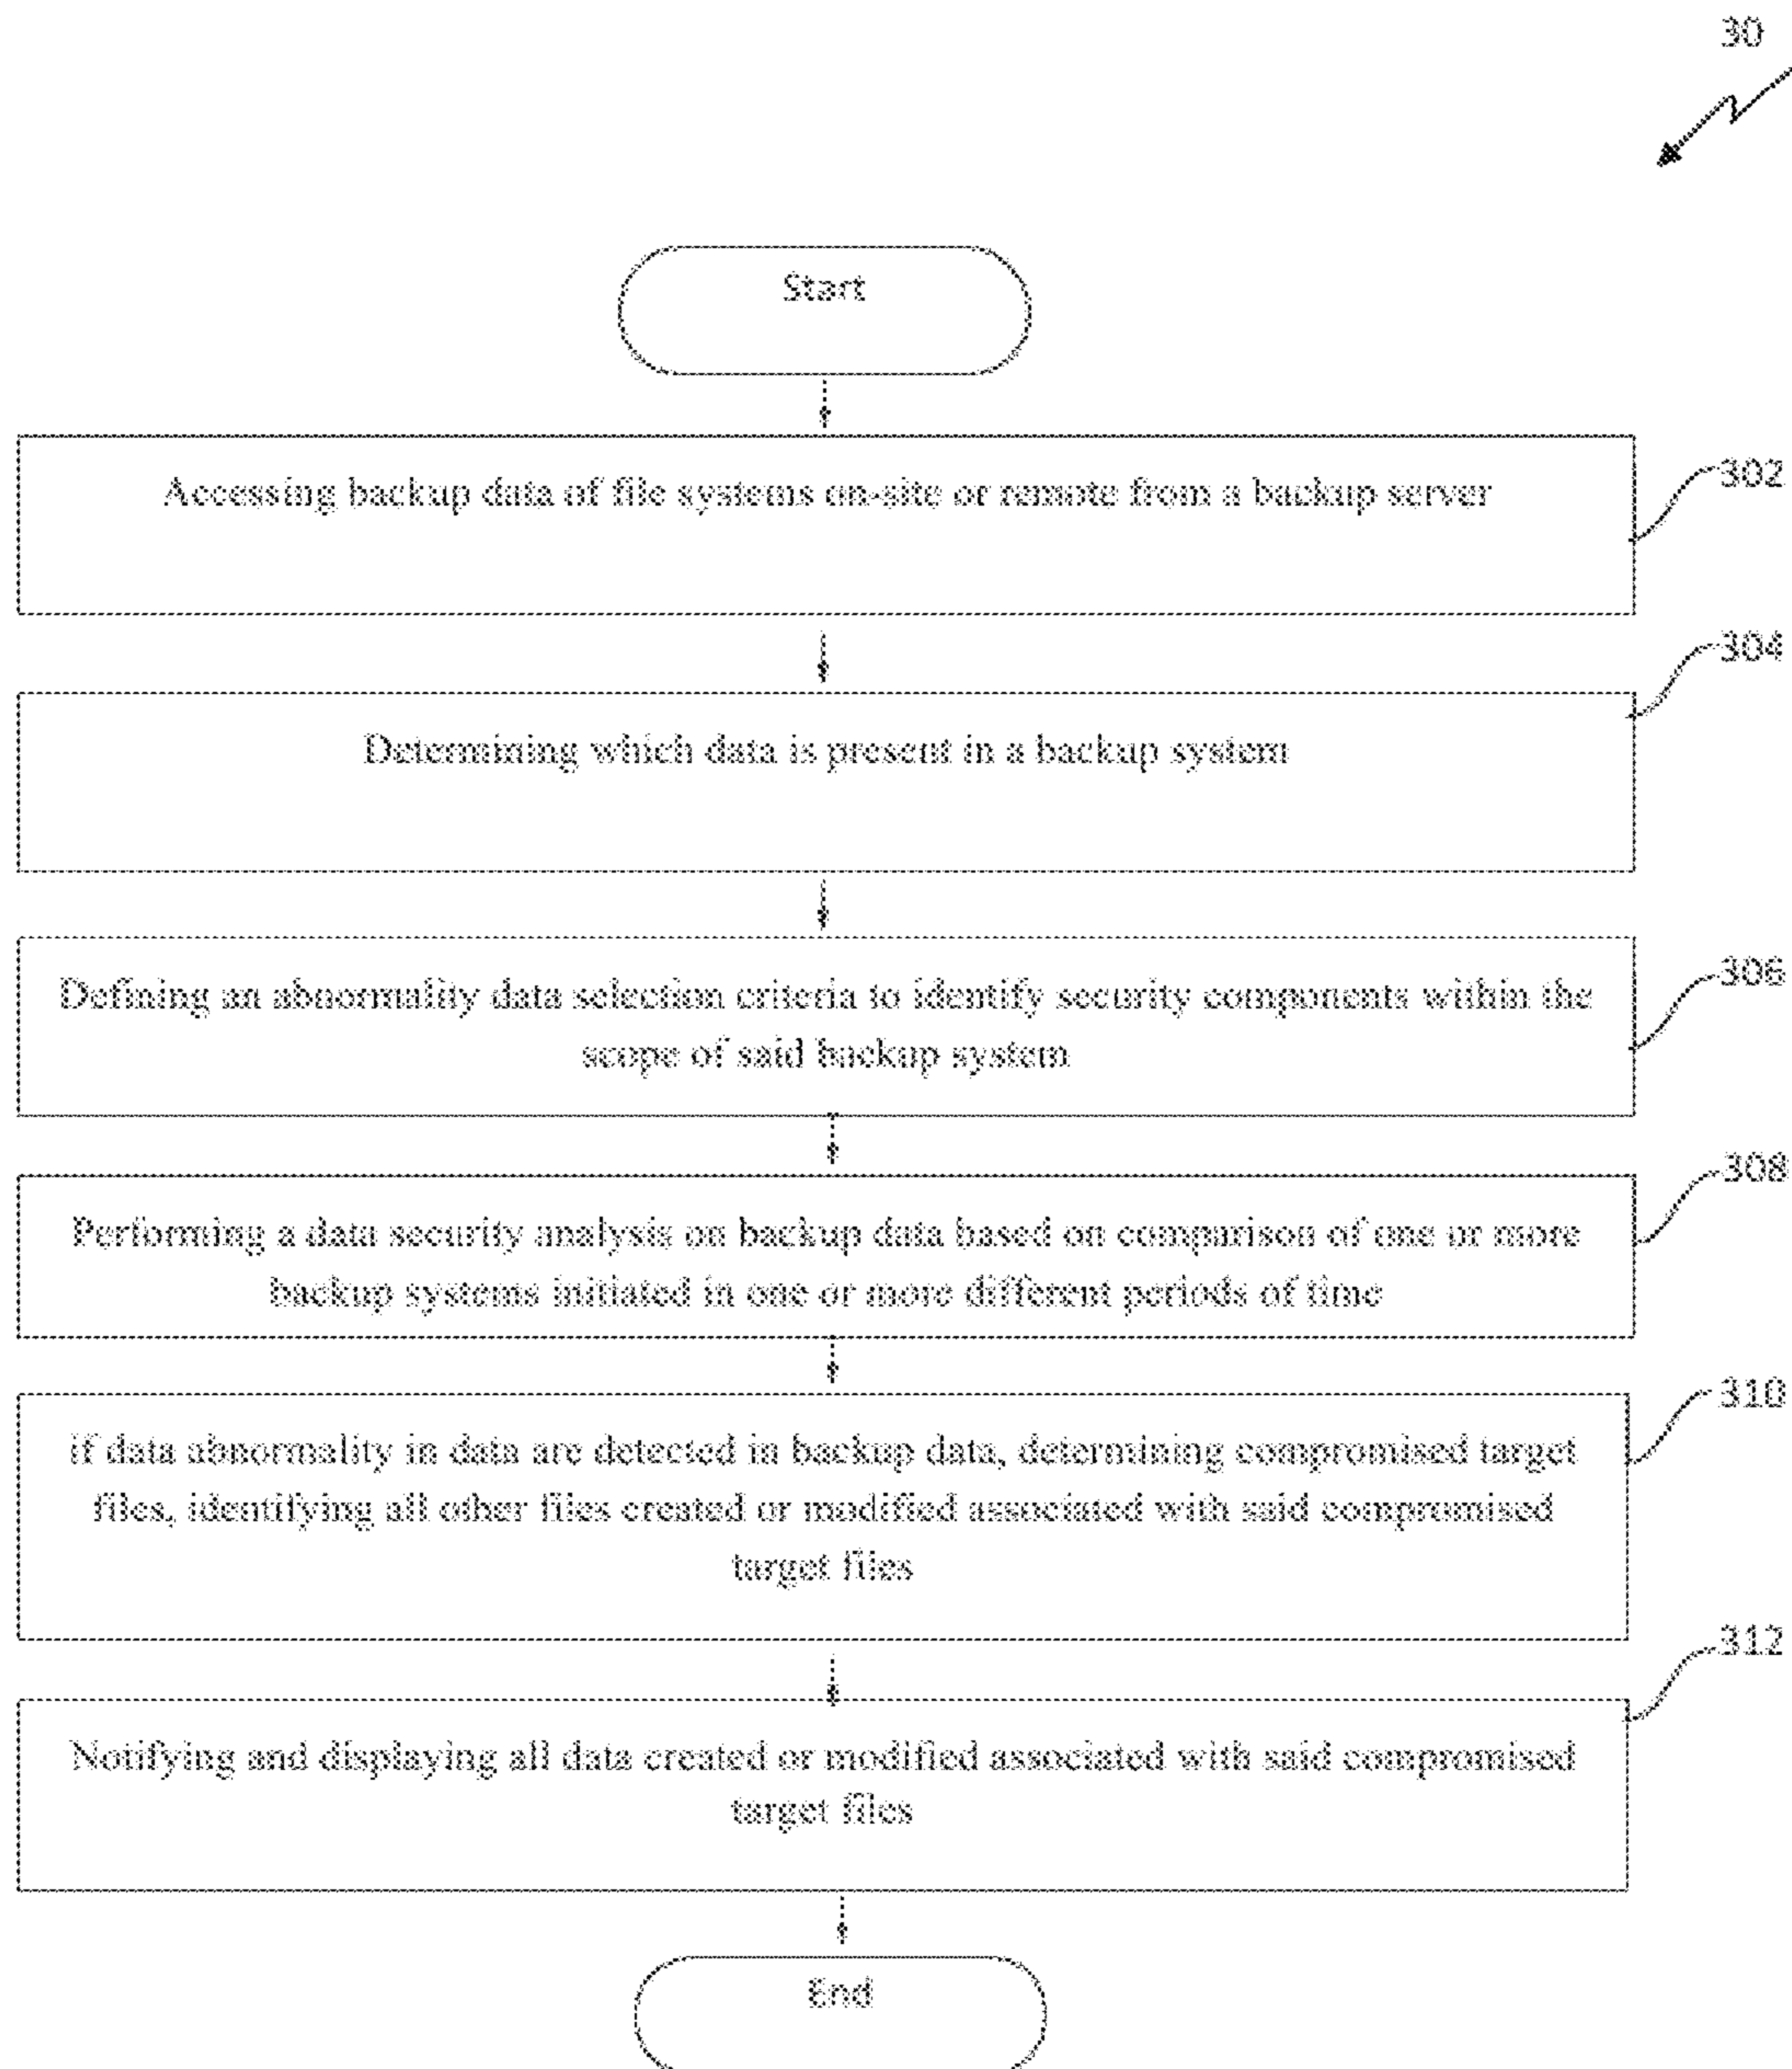 30
Start
Accessing backup data of file systems on-site or remote from a backup server
302
304
Determining which data is present in a backup system
Defining an abnormality data selection criteria to identify security components within the
scope of said backup system
306
308
Performing a data security analysis on backup data based on comparison of one or more
backup systems initiated in one or more different periods of time
310
if data abnormality in data are detected in backup data, determining compromised target
files, identifying all other files created or modified associated with said compromised
target files
312
Notifying and displaying all data created or modified associated with said compromised
target files
End